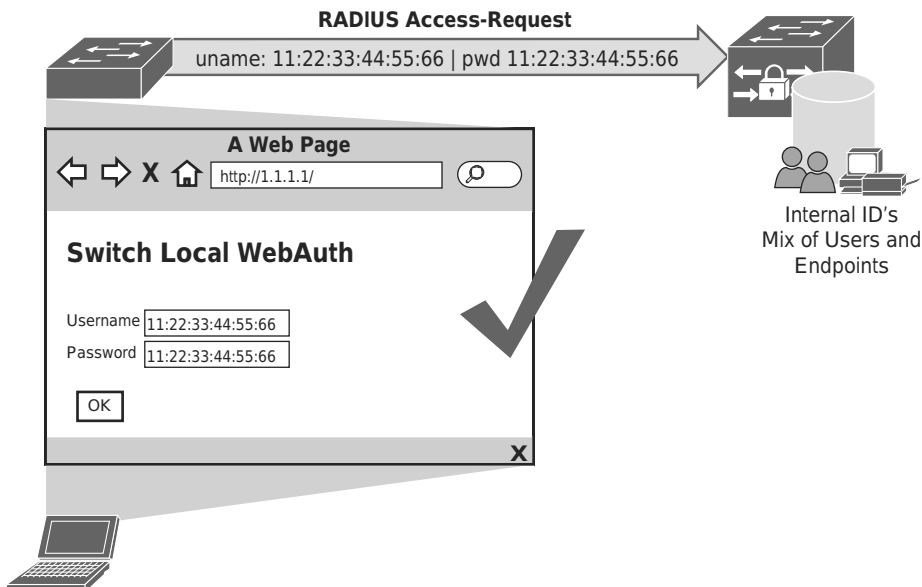 RADIUS Access-Request
uname: 11:22:33:44:55:66 | pwd 11:22:33:44:55:66
A Web Page
X
http://1.1.1.1/
Switch Local WebAuth
Username 11:22:33:44:55:66
Password 11:22:33:44:55:66
OK
X
Internal ID's
Mix of Users and
Endpoints